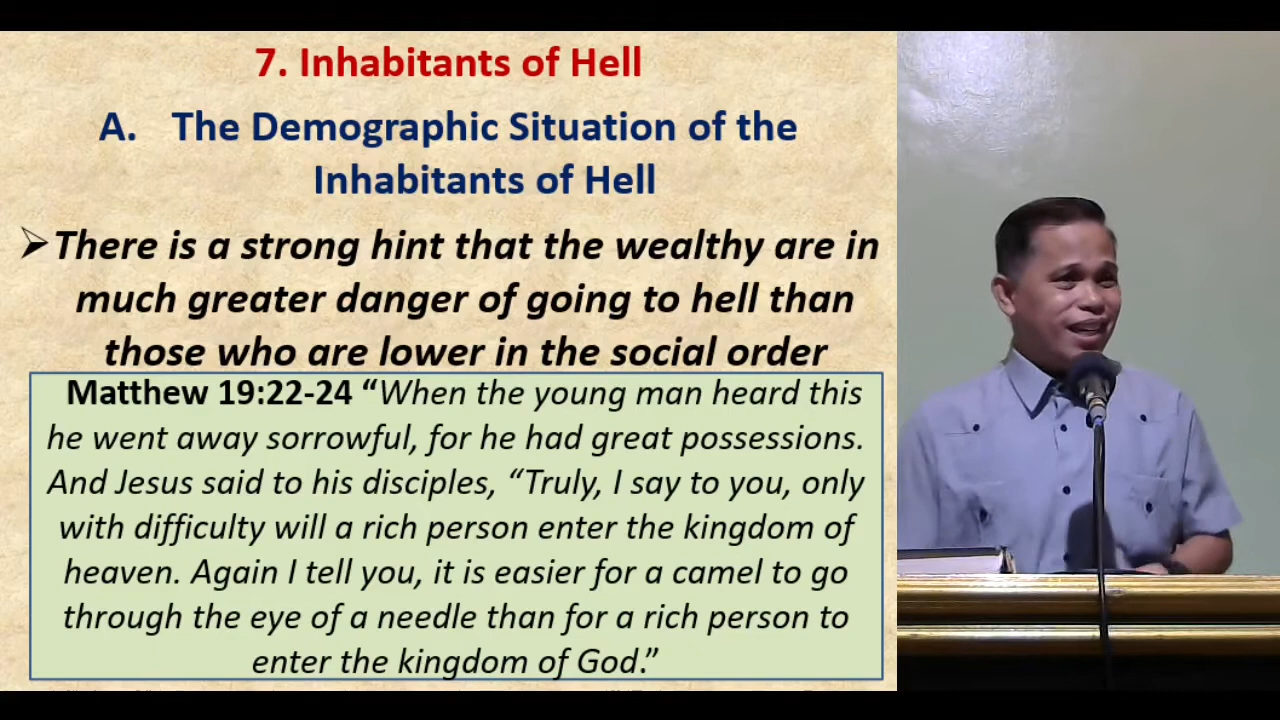 7. Inhabitants of Hell
A. The Demographic Situation of the
Inhabitants of Hell
➢There is a strong hint that the wealthy are in
much greater danger of going to hell than
those who are lower in the social order
Matthew 19:22-24 “When the young man heard this
he went away sorrowful, for he had great possessions.
And Jesus said to his disciples, “Truly, I say to you, only
with difficulty will a rich person enter the kingdom of
heaven. Again I tell you, it is easier for a camel to go
through the eye of a needle than for a rich person to
enter the kingdom of God.”